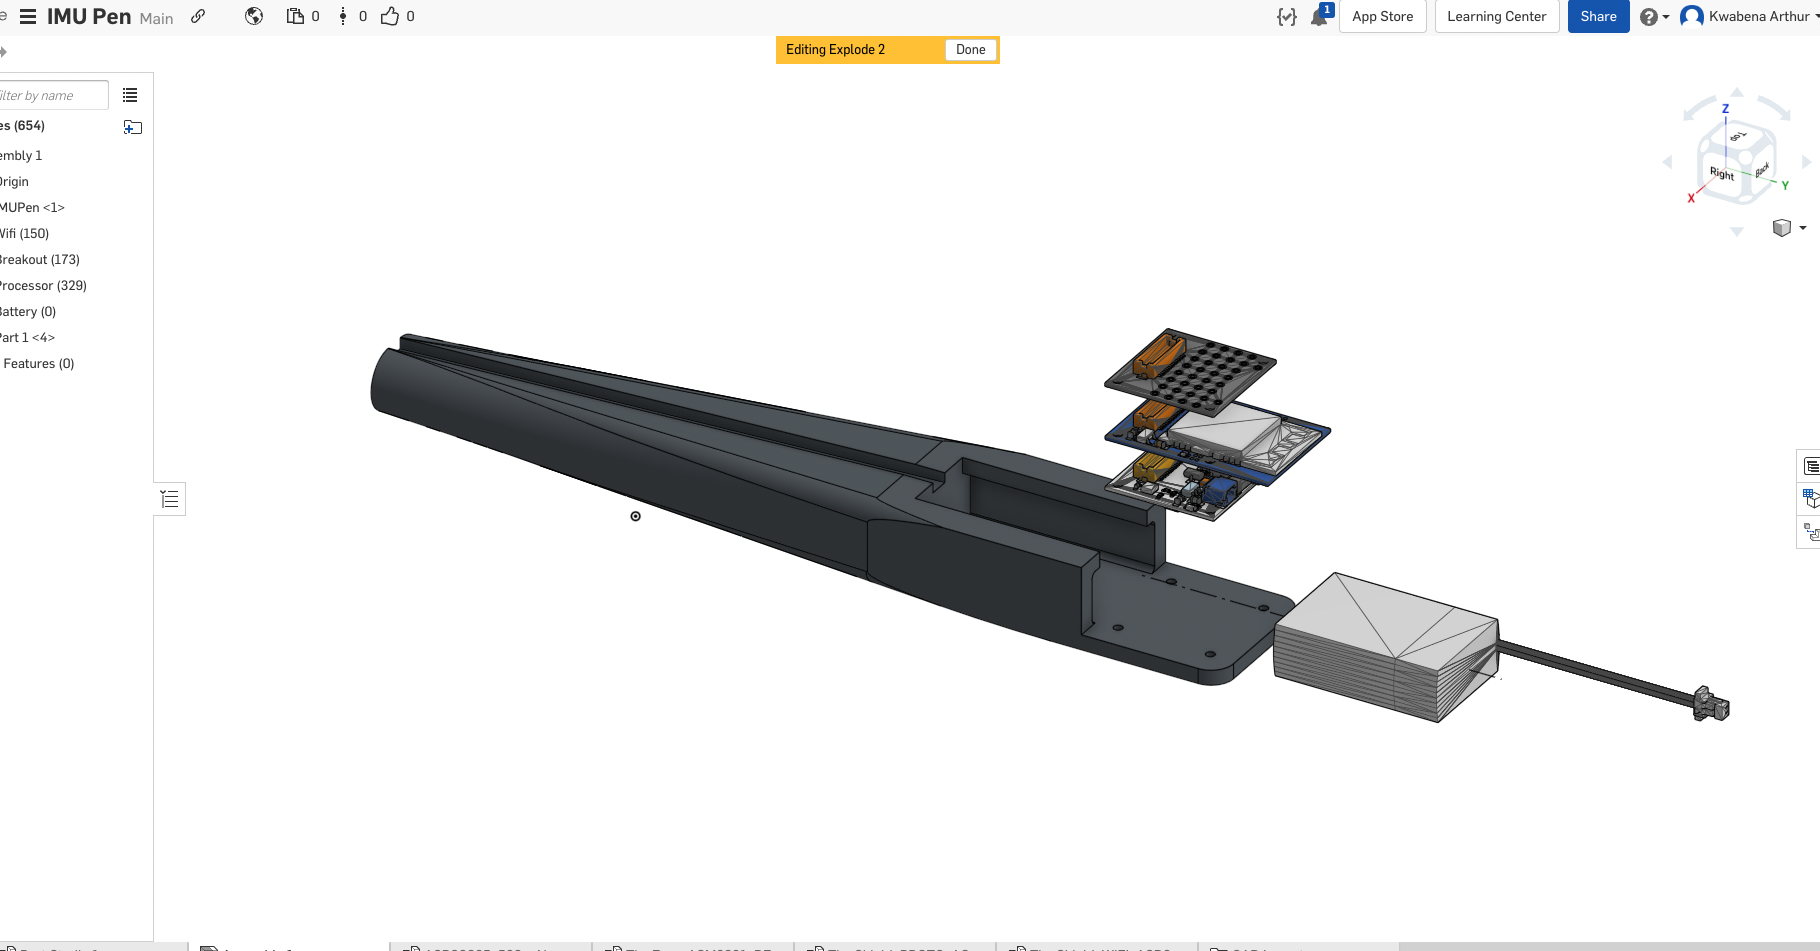 IMU Pen Main 0 0 0 1 App Store Learning Center Share Kwabena Arthur
Editing Explode 2 Done
filter by name
es (654)
embly 1
Origin
MUPen <1>
Wifi (150)
Breakout (173)
Processor (329)
Battery (0)
Part 1 <4>
Features (0)
Z
Top
Right
Back
X
Y